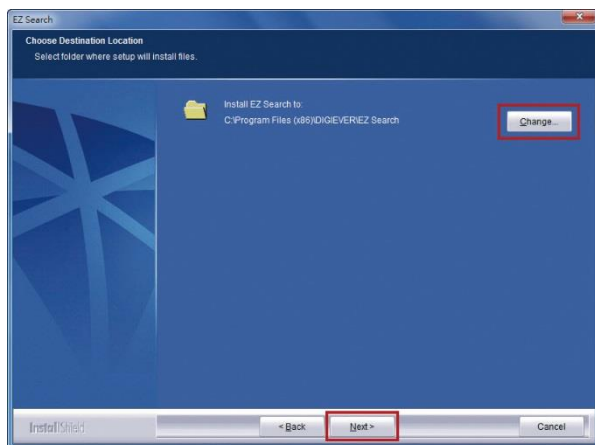 EZ Search
Choose Destination Location
Select folder where setup will install files.
Install EZ Search to:
C:\Program Files (x86)\DIGIEVER\EZ Search
Change...
InstallShield
< Back
Next >
Cancel